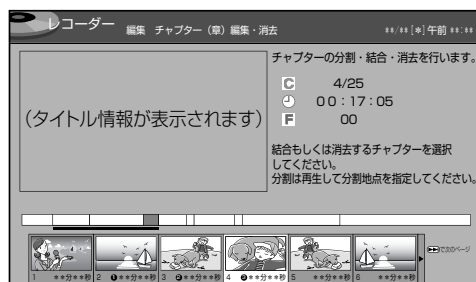 レコーダー 編集 チャプター（章）編集・消去 **/**[*]午前 **:**
チャプターの分割・結合・消去を行います。
C 4/25
00：17：05
F 00
(タイトル情報が表示されます)
結合もしくは消去するチャプターを選択
してください。
分割は再生して分割地点を指定してください。
で次のページ
1 **分**秒 2 ❶**分**秒 3 ❷**分**秒 4 ❸**分**秒 5 **分**秒 6 **分**秒